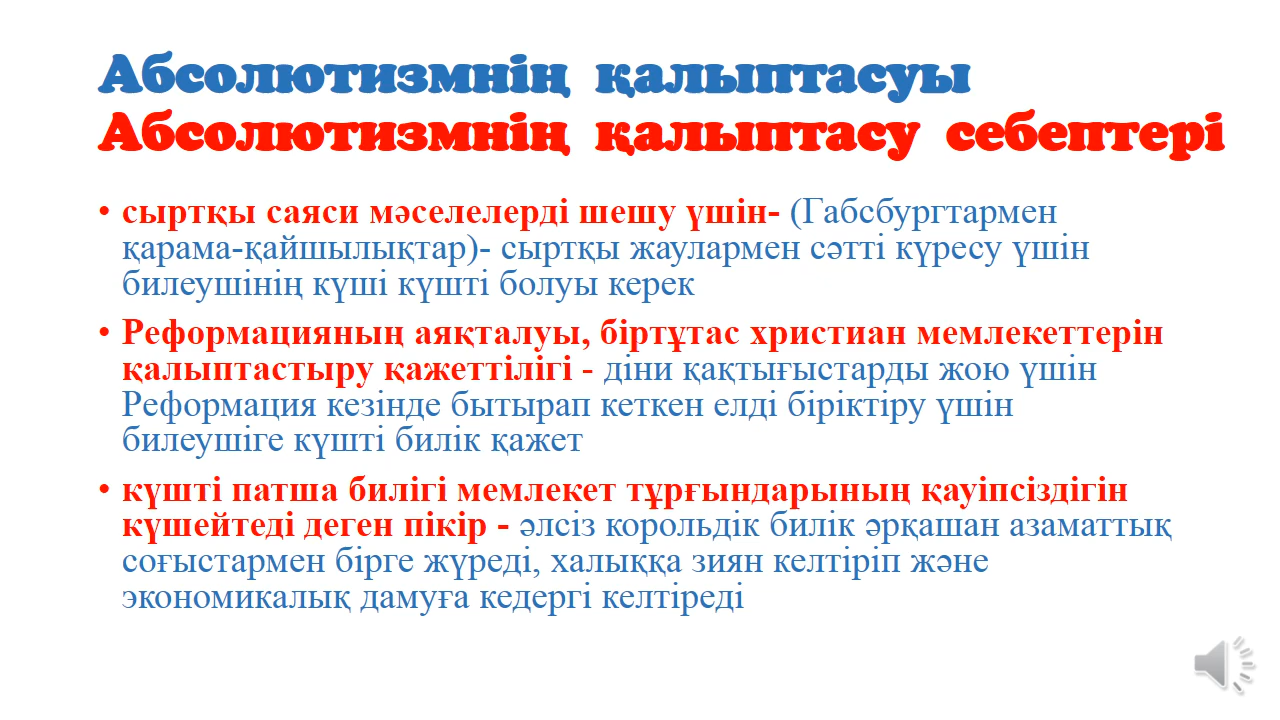 Абсолютизмнің қалыптасуы
Абсолютизмнің қалыптасу себептері
• сыртқы саяси мәселелерді шешу үшін- (Габсбургтармен
қарама-қайшылықтар)- сыртқы жаулармен сәтті күресу үшін
билеушінің күші күшті болуы керек
• Реформацияның аяқталуы, біртұтас христиан мемлекеттерін
қалыптастыру қажеттілігі - діни қақтығыстарды жою үшін
Реформация кезінде бытырап кеткен елді біріктіру үшін
билеушіге күшті билік қажет
• күшті патша билігі мемлекет тұрғындарының қауіпсіздігін
күшейтеді деген пікір - әлсіз корольдік билік әрқашан азаматтық
соғыстармен бірге жүреді, халыққа зиян келтіріп және
экономикалық дамуға кедергі келтіреді